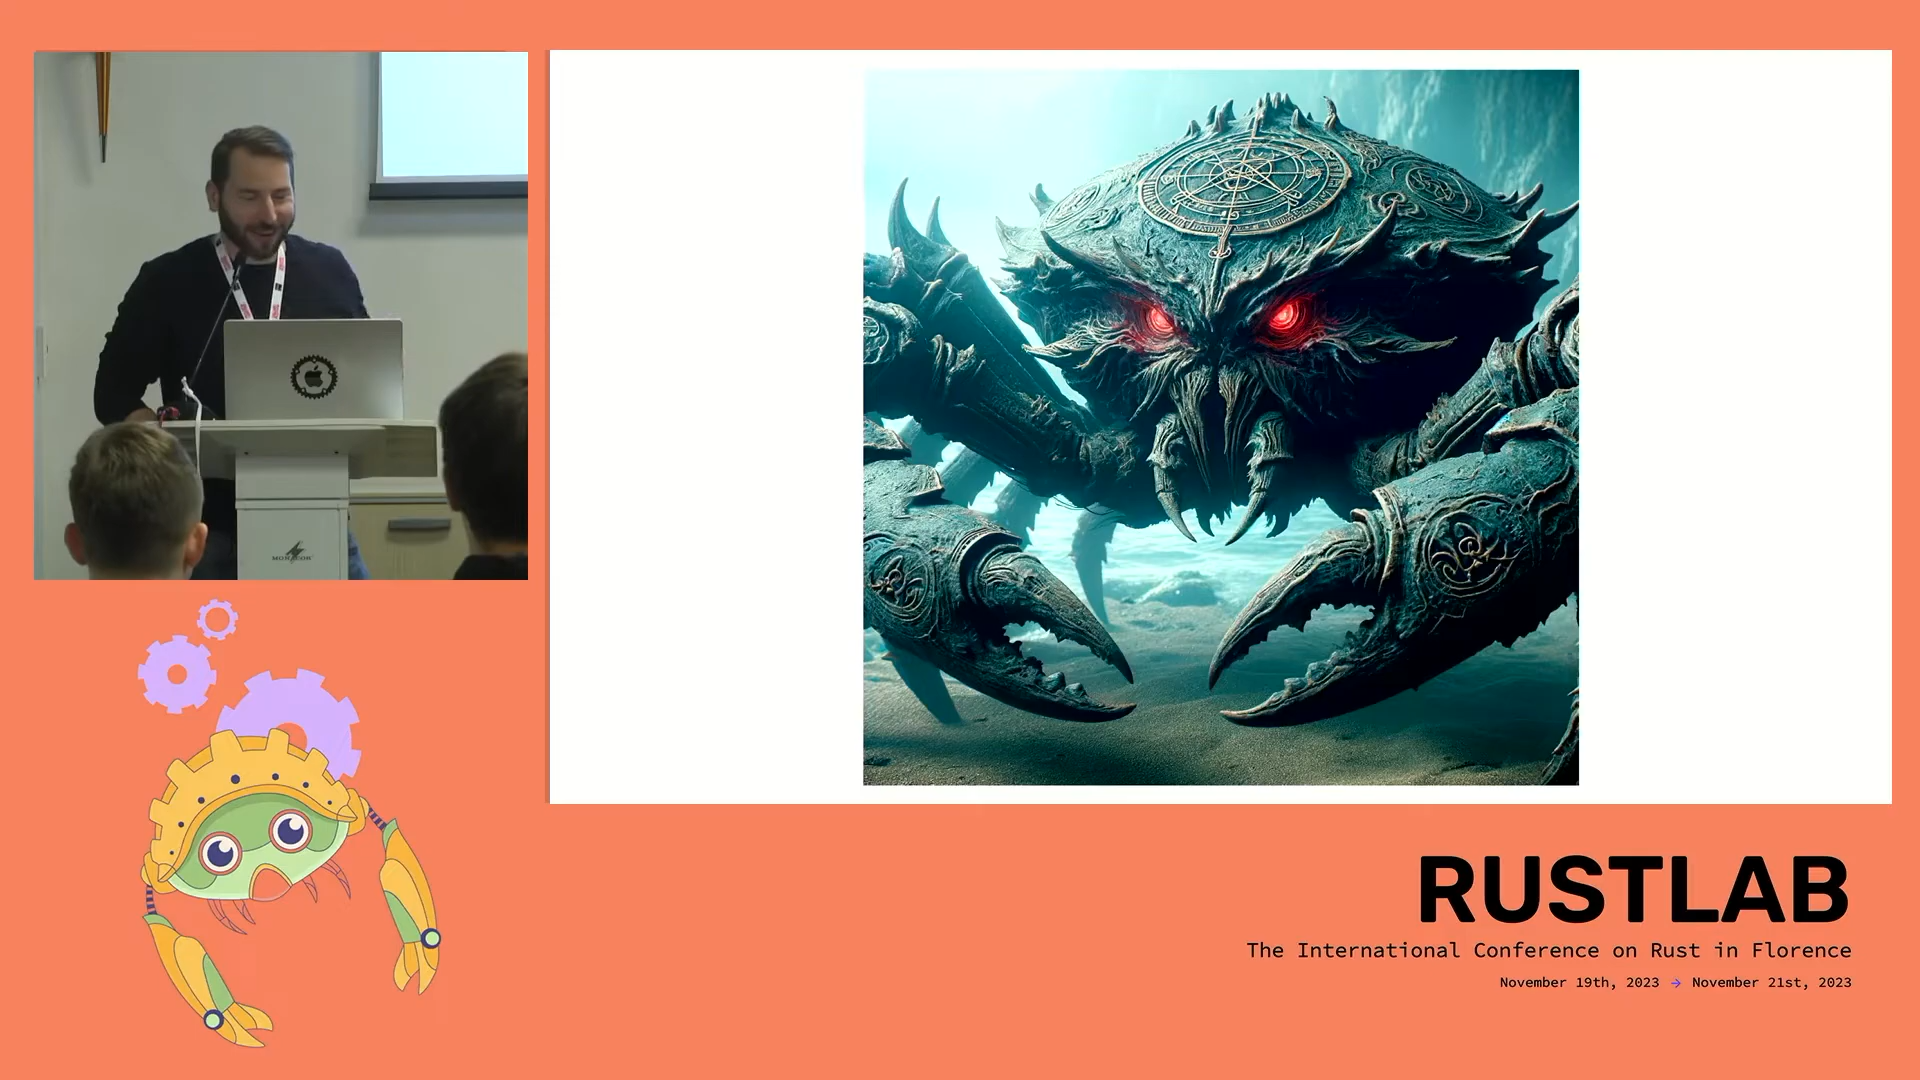 RUSTLAB
The International Conference on Rust in Florence
November 19th, 2023 → November 21st, 2023